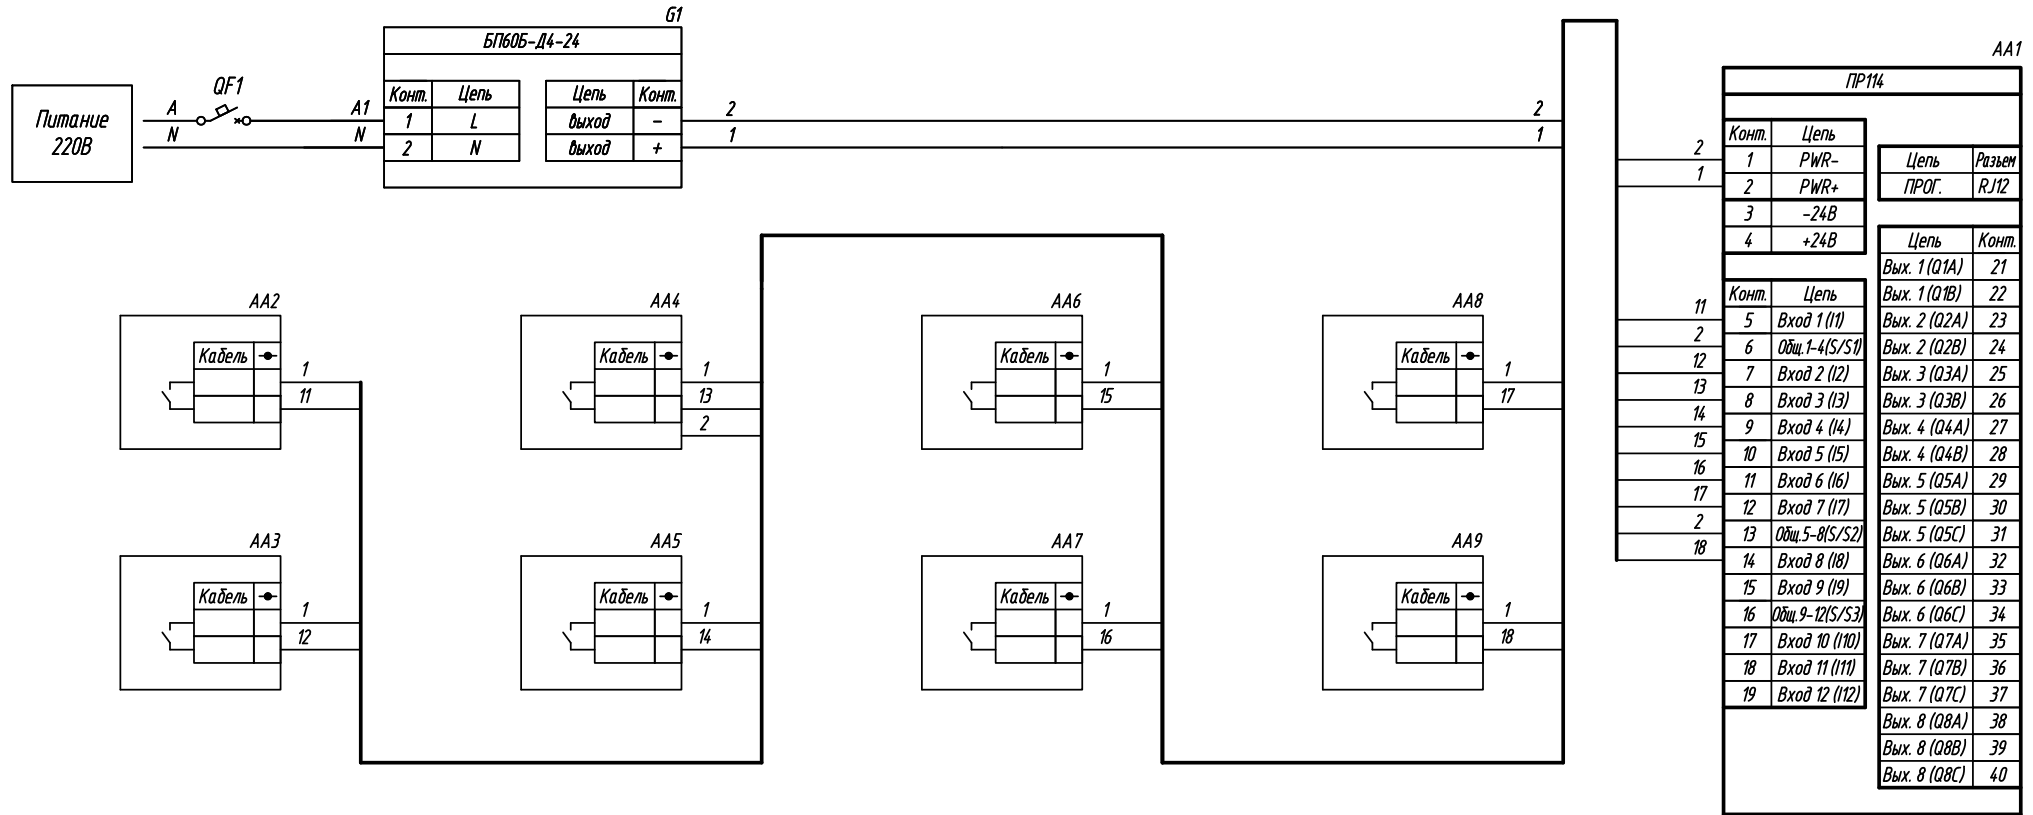 G1
БП60Б-Д4-24
Конт. Цепь
1 L
2 N
Цепь Конт.
выход -
выход +
Питание
220В
QF1
A A1
N N
2 2
1 1
AA1
ПР114
Конт. Цепь
1 PWR-
2 PWR+
3 -24В
4 +24В
Цепь Разъем
ПРОГ. RJ12
2
1
Конт. Цепь
5 Вход 1 (I1)
6 Общ.1-4(S/S1)
7 Вход 2 (I2)
8 Вход 3 (I3)
9 Вход 4 (I4)
10 Вход 5 (I5)
11 Вход 6 (I6)
12 Вход 7 (I7)
13 Общ.5-8(S/S2)
14 Вход 8 (I8)
15 Вход 9 (I9)
16 Общ.9-12(S/S3)
17 Вход 10 (I10)
18 Вход 11 (I11)
19 Вход 12 (I12)
11
2
12
13
14
15
16
17
2
18
Цепь Конт.
Вых. 1 (Q1A) 21
Вых. 1 (Q1B) 22
Вых. 2 (Q2A) 23
Вых. 2 (Q2B) 24
Вых. 3 (Q3A) 25
Вых. 3 (Q3B) 26
Вых. 4 (Q4A) 27
Вых. 4 (Q4B) 28
Вых. 5 (Q5A) 29
Вых. 5 (Q5B) 30
Вых. 5 (Q5C) 31
Вых. 6 (Q6A) 32
Вых. 6 (Q6B) 33
Вых. 6 (Q6C) 34
Вых. 7 (Q7A) 35
Вых. 7 (Q7B) 36
Вых. 7 (Q7C) 37
Вых. 8 (Q8A) 38
Вых. 8 (Q8B) 39
Вых. 8 (Q8C) 40
AA2
Кабель
1
11
AA4
Кабель
1
13
2
AA6
Кабель
1
15
AA8
Кабель
1
17
AA3
Кабель
1
12
AA5
Кабель
1
14
AA7
Кабель
1
16
AA9
Кабель
1
18